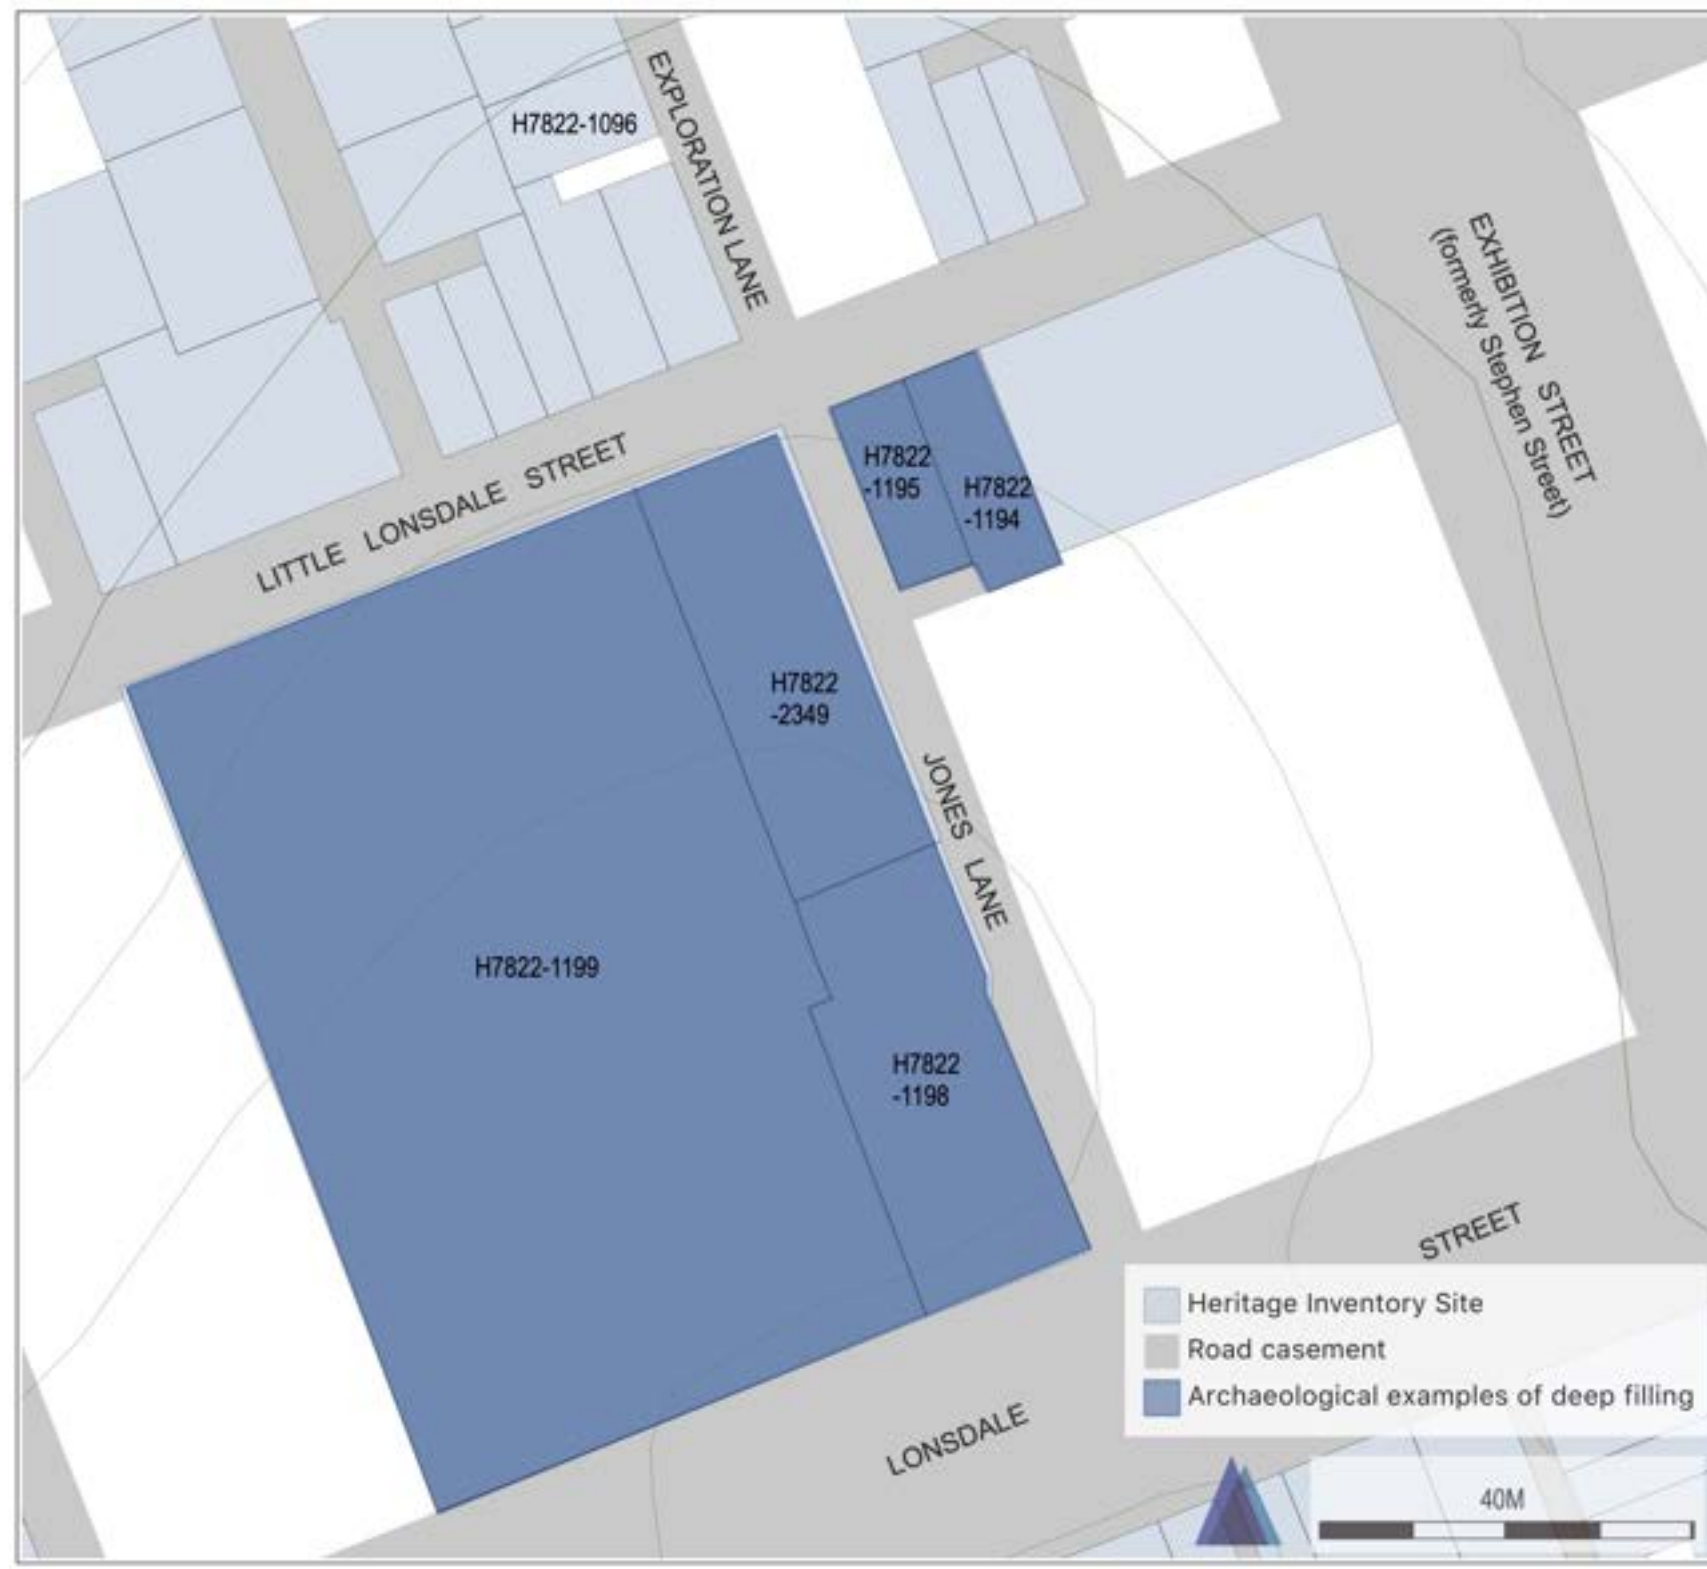 H7822-1096
EXPLORATION LANE
EXHIBITION STREET
(formerly Stephen Street)
LITTLE LONSDALE STREET
H7822
-1195
H7822
-1194
H7822
-2349
JONES LANE
H7822-1199
H7822
-1198
LONSDALE STREET
Heritage Inventory Site
Road casement
Archaeological examples of deep filling
40M